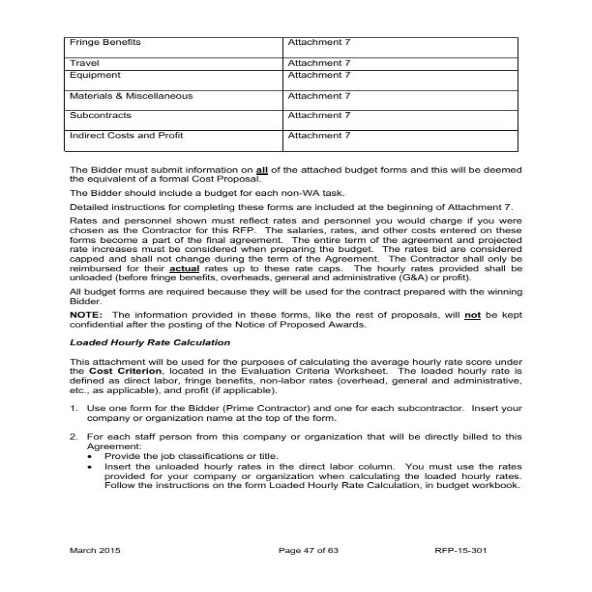 Fringe Benefits Attachment 7
Travel Attachment 7
Equipment Attachment 7
Materials & Miscellaneous Attachment 7
Subcontracts Attachment 7
Indirect Costs and Profit Attachment 7
The Bidder must submit information on all of the attached budget forms and this will be deemed
the equivalent of a formal Cost Proposal.
The Bidder should include a budget for each non-WA task.
Detailed instructions for completing these forms are included at the beginning of Attachment 7.
Rates and personnel shown must reflect rates and personnel you would charge if you were
chosen as the Contractor for this RFP. The salaries, rates, and other costs entered on these
forms become a part of the final agreement. The entire term of the agreement and projected
rate increases must be considered when preparing the budget. The rates bid are considered
capped and shall not change during the term of the Agreement. The Contractor shall only be
reimbursed for their actual rates up to these rate caps. The hourly rates provided shall be
unloaded (before fringe benefits, overheads, general and administrative (G&A) or profit).
All budget forms are required because they will be used for the contract prepared with the winning
Bidder.
NOTE: The information provided in these forms, like the rest of proposals, will not be kept
confidential after the posting of the Notice of Proposed Awards.
Loaded Hourly Rate Calculation
This attachment will be used for the purposes of calculating the average hourly rate score under
the Cost Criterion, located in the Evaluation Criteria Worksheet. The loaded hourly rate is
defined as direct labor, fringe benefits, non-labor rates (overhead, general and administrative,
etc., as applicable), and profit (if applicable).
1. Use one form for the Bidder (Prime Contractor) and one for each subcontractor. Insert your
company or organization name at the top of the form.
2. For each staff person from this company or organization that will be directly billed to this
Agreement:
• Provide the job classifications or title.
• Insert the unloaded hourly rates in the direct labor column. You must use the rates
provided for your company or organization when calculating the loaded hourly rates.
Follow the instructions on the form Loaded Hourly Rate Calculation, in budget workbook.
March 2015 Page 47 of 63 RFP-15-301